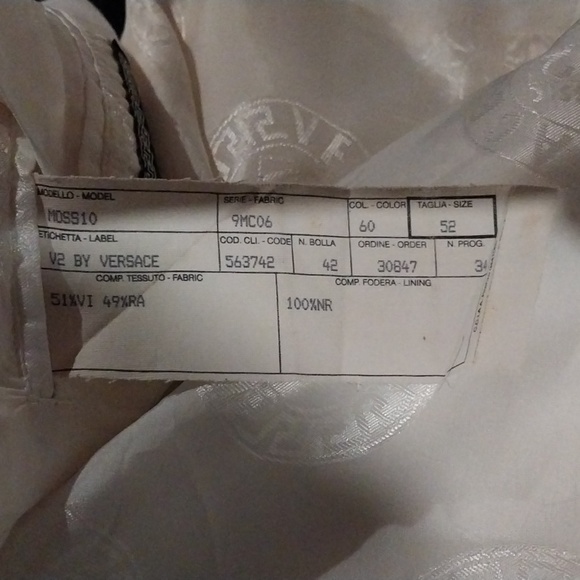 MODELLO - MODEL SERIE - FABRIC COL. - COLOR TAGLIA - SIZE
MOSS10 9MC06 60 52
ETICHETTA - LABEL COD. CLI. - CODE N. BOLLA ORDINE - ORDER N. PROG.
V2 BY VERSACE 563742 42 30847
COMP. TESSUTO - FABRIC COMP. FODERA - LINING
51%VI 49%RA 100%NR